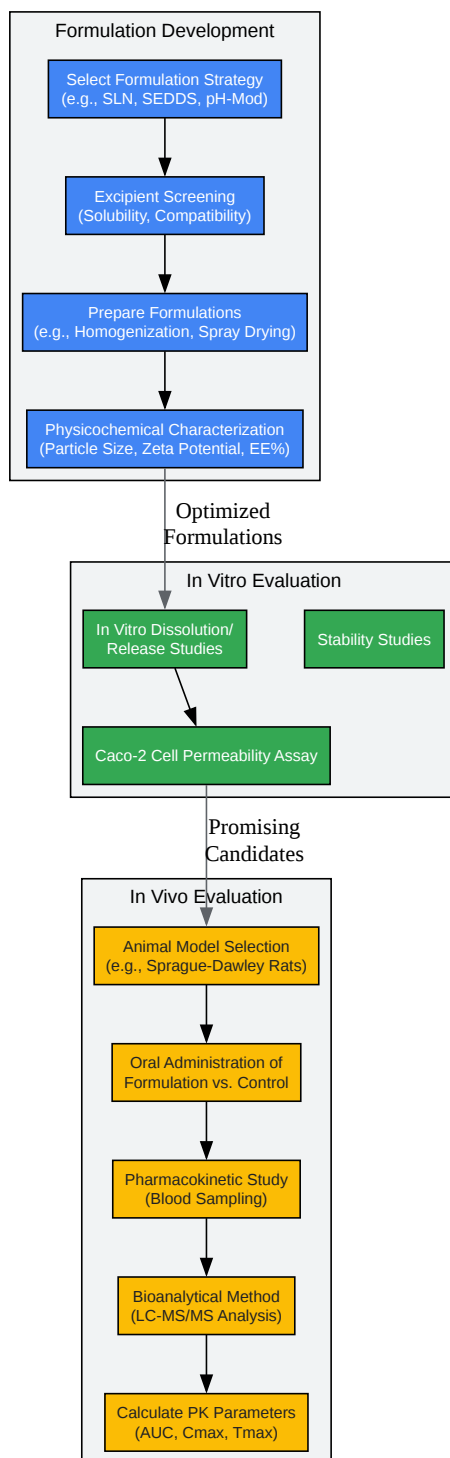 Formulation Development
Select Formulation Strategy
(e.g., SLN, SEDDS, pH-Mod)
Excipient Screening
(Solubility, Compatibility)
Prepare Formulations
(e.g., Homogenization, Spray Drying)
Physicochemical Characterization
(Particle Size, Zeta Potential, EE%)
Optimized
Formulations
In Vitro Evaluation
In Vitro Dissolution/
Release Studies
Stability Studies
Caco-2 Cell Permeability Assay
Promising
Candidates
In Vivo Evaluation
Animal Model Selection
(e.g., Sprague-Dawley Rats)
Oral Administration of
Formulation vs. Control
Pharmacokinetic Study
(Blood Sampling)
Bioanalytical Method
(LC-MS/MS Analysis)
Calculate PK Parameters
(AUC, Cmax, Tmax)